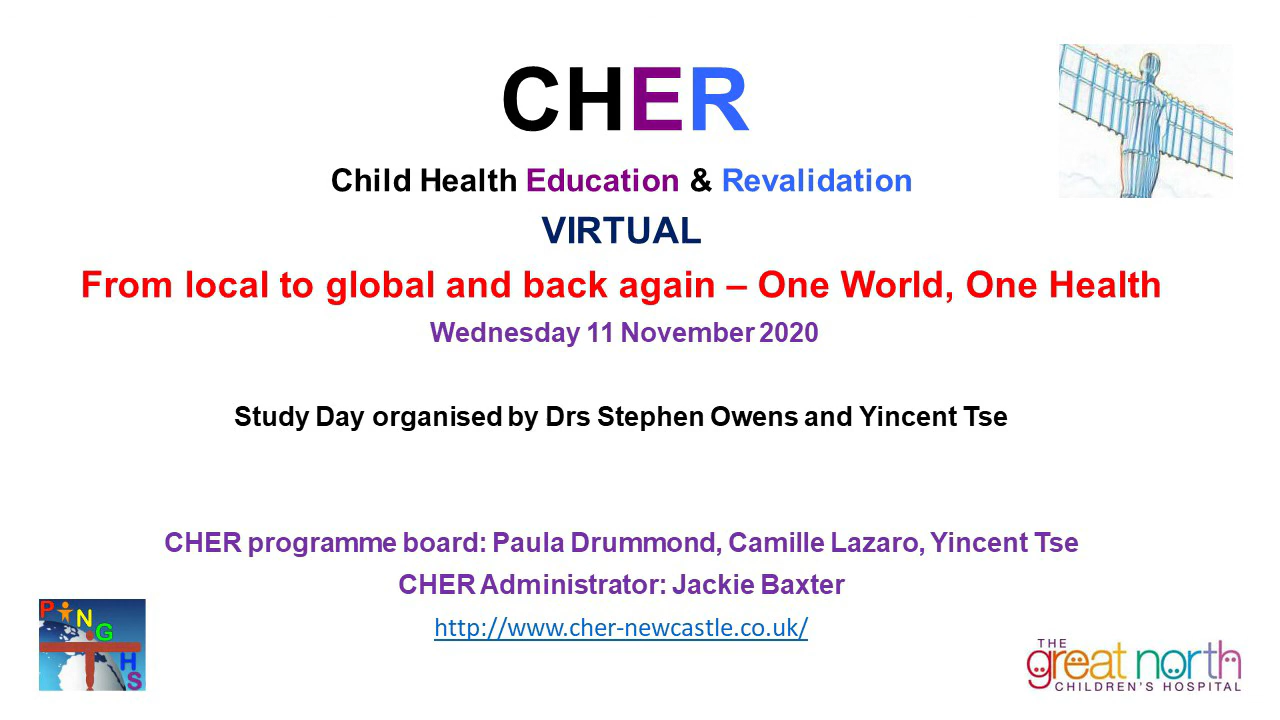 CHER
Child Health Education & Revalidation
VIRTUAL
From local to global and back again – One World, One Health
Wednesday 11 November 2020
Study Day organised by Drs Stephen Owens and Yincent Tse
CHER programme board: Paula Drummond, Camille Lazaro, Yincent Tse
CHER Administrator: Jackie Baxter
http://www.cher-newcastle.co.uk/
PiNGHS
THE
great north
CHILDREN'S HOSPITAL